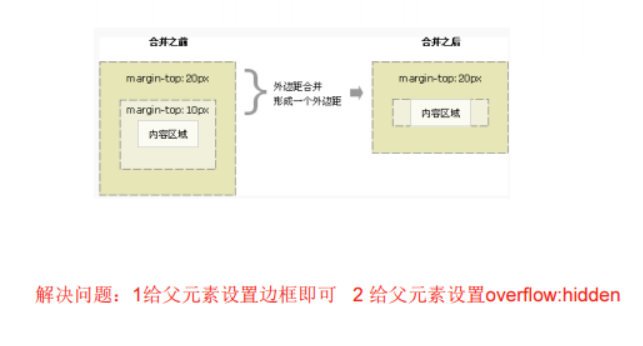 合并之前
合并之后
margin-top: 20px
margin-top: 10px
内容区域
外边距合并
形成一个外边距
margin-top: 20px
内容区域
解决问题：1给父元素设置边框即可 2 给父元素设置overflow:hidden